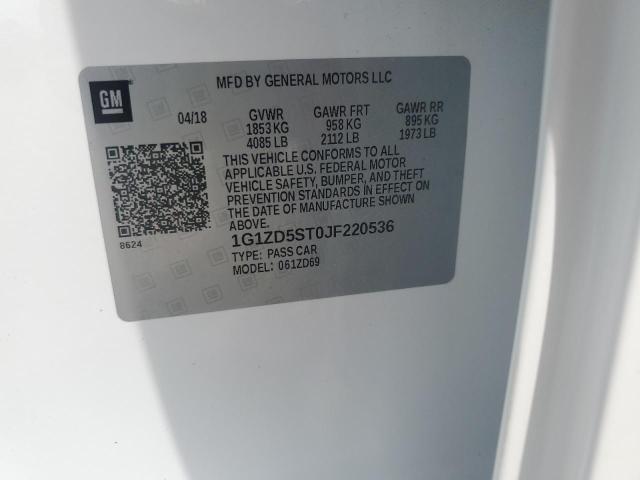 MFD BY GENERAL MOTORS LLC
GM
04/18 GVWR GAWR FRT GAWR RR
1853 KG 958 KG 895 KG
4085 LB 2112 LB 1973 LB
THIS VEHICLE CONFORMS TO ALL
APPLICABLE U.S. FEDERAL MOTOR
VEHICLE SAFETY, BUMPER, AND THEFT
PREVENTION STANDARDS IN EFFECT ON
THE DATE OF MANUFACTURE SHOWN
ABOVE.
8624
1G1ZD5ST0JF220536
TYPE: PASS CAR
MODEL: 061ZD69